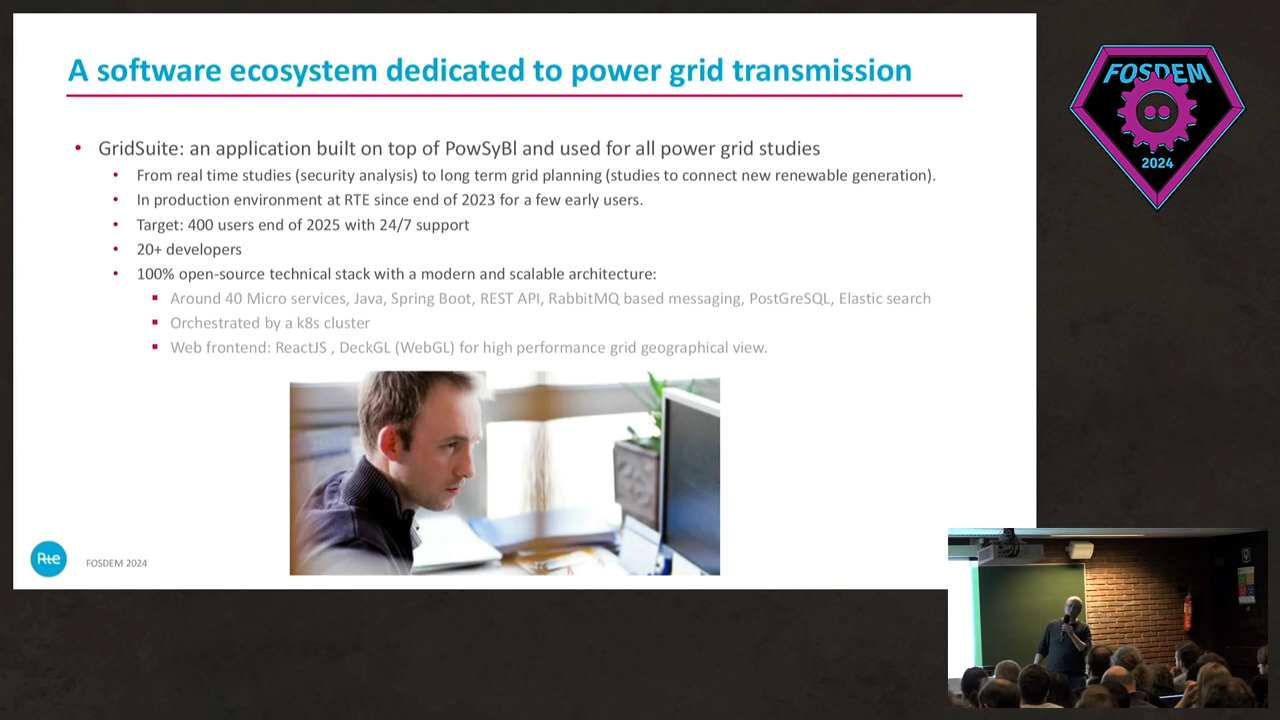 A software ecosystem dedicated to power grid transmission
• GridSuite: an application built on top of PowSyBl and used for all power grid studies
• From real time studies (security analysis) to long term grid planning (studies to connect new renewable generation).
• In production environment at RTE since end of 2023 for a few early users.
• Target: 400 users end of 2025 with 24/7 support
• 20+ developers
• 100% open-source technical stack with a modern and scalable architecture:
▪ Around 40 Micro services, Java, Spring Boot, REST API, RabbitMQ based messaging, PostGreSQL, Elastic search
▪ Orchestrated by a k8s cluster
▪ Web frontend: ReactJS , DeckGL (WebGL) for high performance grid geographical view.
Rte
FOSDEM 2024
FOSDEM
2024